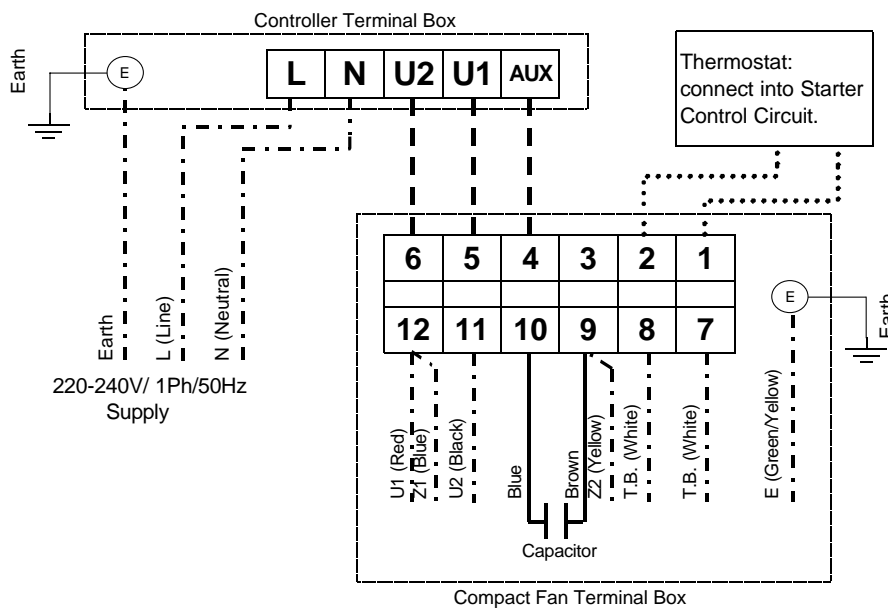 Controller Terminal Box
Earth
E
L N U2 U1 AUX
Thermostat:
connect into Starter
Control Circuit.
6 5 4 3 2 1
12 11 10 9 8 7
E
Earth
Earth
L (Line)
N (Neutral)
220-240V/ 1Ph/50Hz
Supply
U1 (Red)
Z1 (Blue)
U2 (Black)
Blue
Brown
Z2 (Yellow)
T.B. (White)
T.B. (White)
E (Green/Yellow)
Capacitor
Compact Fan Terminal Box